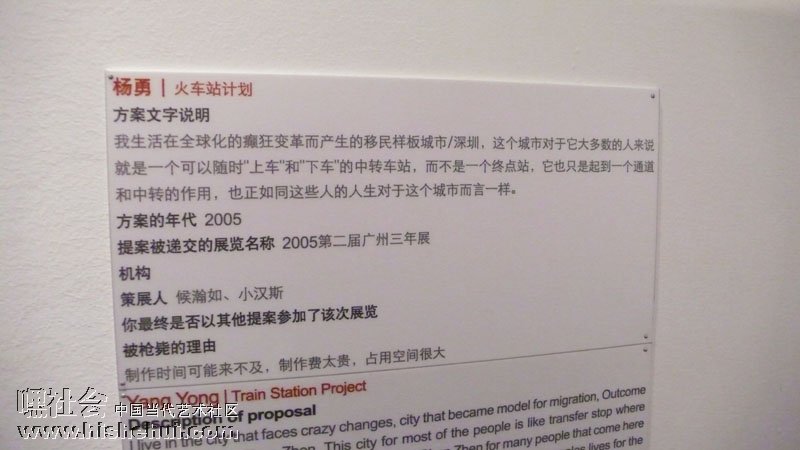 杨勇 | 火车站计划
方案文字说明
我生活在全球化的癫狂变革而产生的移民样板城市/深圳，这个城市对于它大多数的人来说
就是一个可以随时"上车"和"下车"的中转车站，而不是一个终点站，它也只是起到一个通道
和中转的作用，也正如同这些人的人生对于这个城市而言一样。
方案的年代 2005
提案被递交的展览名称 2005第二届广州三年展
机构
策展人 候瀚如、小汉斯
你最终是否以其他提案参加了该次展览
被枪毙的理由
制作时间可能来不及，制作费太贵，占用空间很大
Yang Yong | Train Station Project
Description of proposal
I live in the city that faces crazy changes, city that became model for migration, Outcome
Zhen. This city for most of the people is like transfer stop where
Zhen for many people that come here
lives for the
嘿社会 中国当代艺术社区
www.hishehui.com